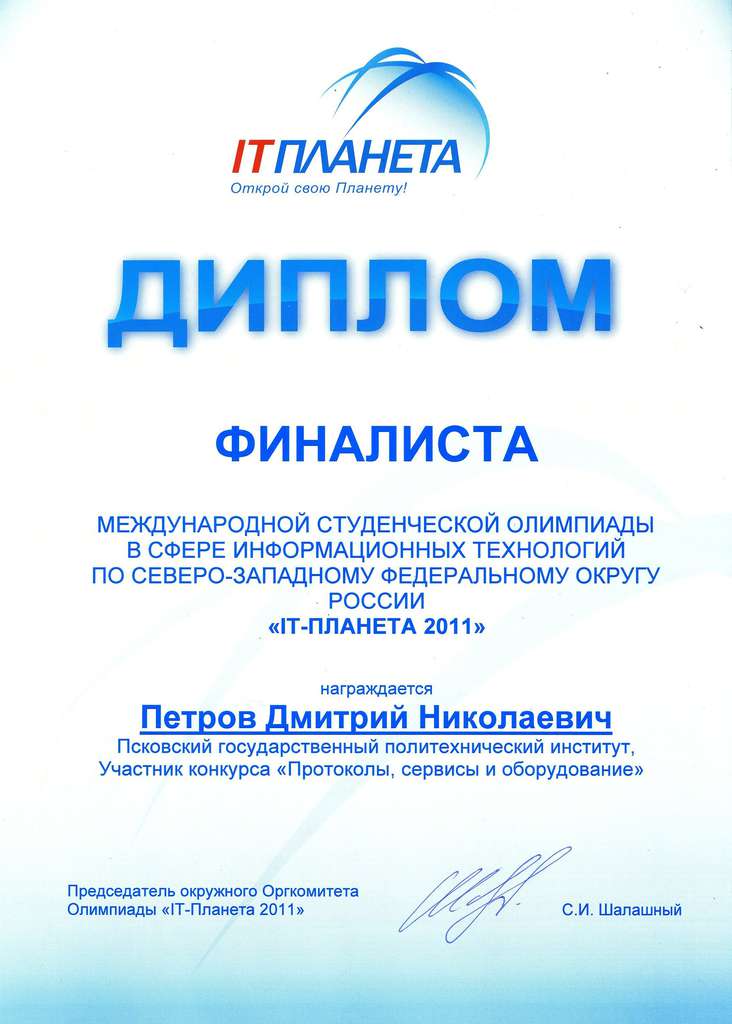 IT ПЛАНЕТА
Открой свою Планету!
ДИПЛОМ
ФИНАЛИСТА
МЕЖДУНАРОДНОЙ СТУДЕНЧЕСКОЙ ОЛИМПИАДЫ
В СФЕРЕ ИНФОРМАЦИОННЫХ ТЕХНОЛОГИЙ
ПО СЕВЕРО-ЗАПАДНОМУ ФЕДЕРАЛЬНОМУ ОКРУГУ
РОССИИ
«IT-ПЛАНЕТА 2011»
награждается
Петров Дмитрий Николаевич
Псковский государственный политехнический институт,
Участник конкурса «Протоколы, сервисы и оборудование»
Председатель окружного Оргкомитета
Олимпиады «IT-Планета 2011»
С.И. Шалашный